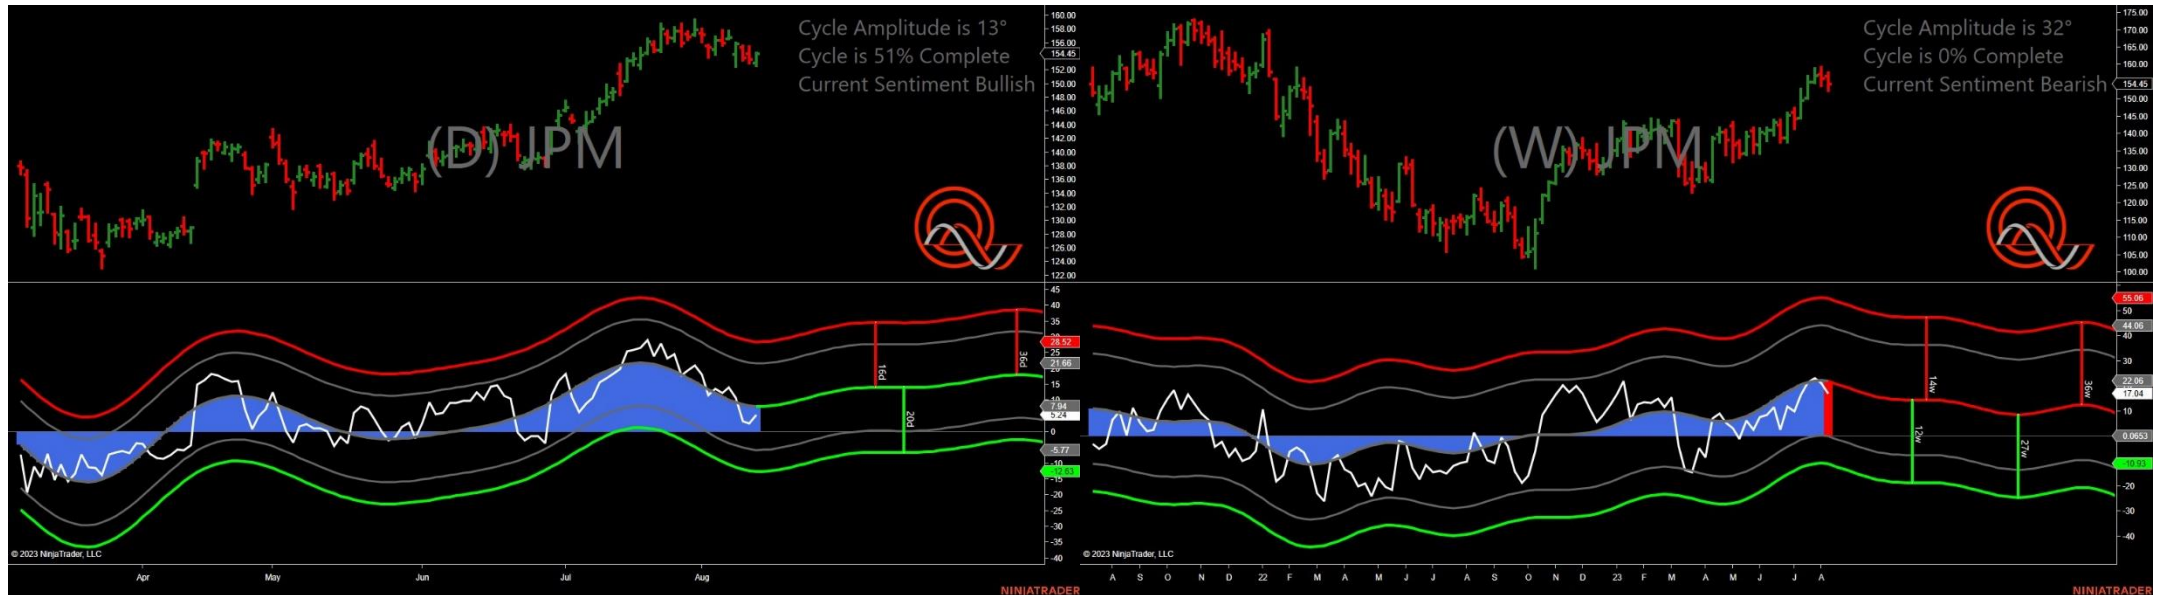 Cycle Amplitude is 13°
Cycle is 51% Complete
Current Sentiment Bullish
(D) JPM
160.00
158.00
156.00
154.45
152.00
150.00
148.00
146.00
144.00
142.00
140.00
138.00
136.00
134.00
132.00
130.00
128.00
126.00
124.00
122.00
45
40
35
28.52
25
21.66
15
7.94
5.24
0
-5.77
-10
-12.63
-15
-20
-25
-30
-35
-40
16d
20d
36d
© 2023 NinjaTrader, LLC
Apr
May
Jun
Jul
Aug
NINJATRADER
Cycle Amplitude is 32°
Cycle is 0% Complete
Current Sentiment Bearish
(W) JPM
175.00
170.00
165.00
160.00
154.45
150.00
145.00
140.00
135.00
130.00
125.00
120.00
115.00
110.00
105.00
100.00
55.06
50
44.06
30
22.06
17.04
10
0.0653
-10.93
-20
-30
-40
14w
12w
27w
36w
© 2023 NinjaTrader, LLC
A S O N D 22 F M A M J J A S O N D 23 F M A M J J A
NINJATRADER